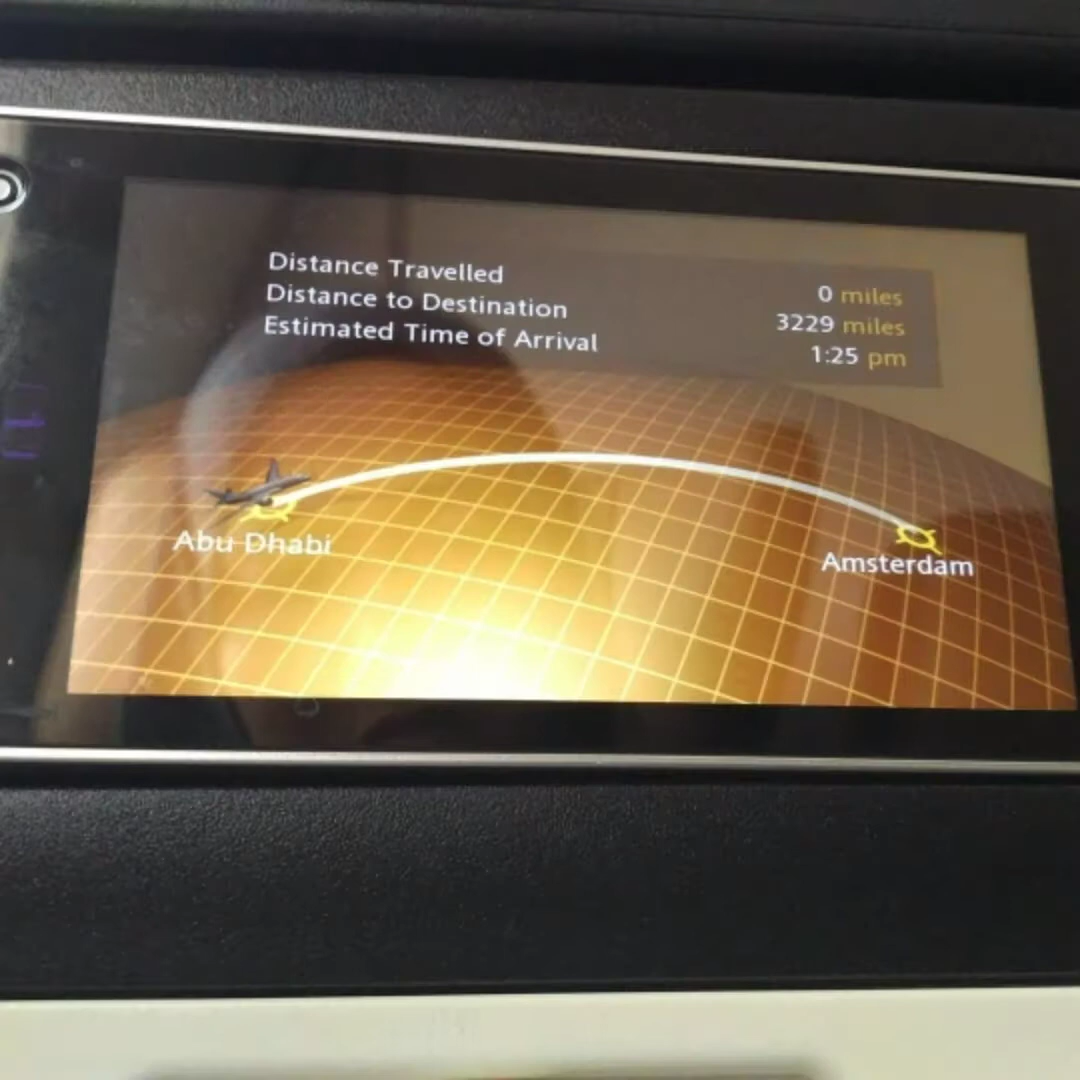 Distance Travelled 0 miles
Distance to Destination 3229 miles
Estimated Time of Arrival 1:25 pm
Abu Dhabi
Amsterdam